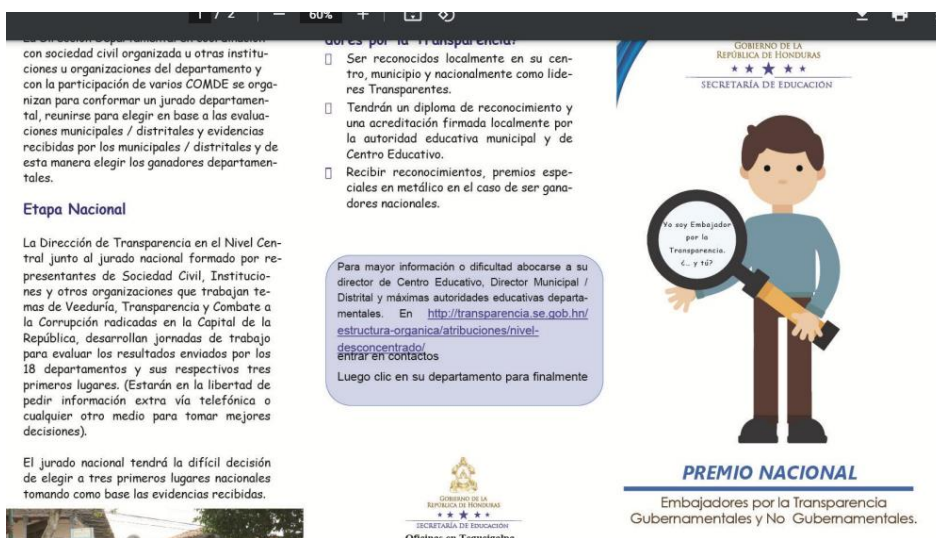 1 / 2
60%
La Dirección Departamental en coordinación
con sociedad civil organizada u otras institu-
ciones u organizaciones del departamento y
con la participación de varios COMDE se orga-
nizan para conformar un jurado departamen-
tal, reunirse para elegir en base a las evalua-
ciones municipales / distritales y evidencias
recibidas por los municipales / distritales y de
esta manera elegir los ganadores departamen-
tales.
Etapa Nacional
La Dirección de Transparencia en el Nivel Cen-
tral junto al jurado nacional formado por re-
presentantes de Sociedad Civil, Institucio-
nes y otros organizaciones que trabajan te-
mas de Veeduría, Transparencia y Combate a
la Corrupción radicadas en la Capital de la
República, desarrollan jornadas de trabajo
para evaluar los resultados enviados por los
18 departamentos y sus respectivos tres
primeros lugares. (Estarán en la libertad de
pedir información extra vía telefónica o
cualquier otro medio para tomar mejores
decisiones).
El jurado nacional tendrá la difícil decisión
de elegir a tres primeros lugares nacionales
tomando como base las evidencias recibidas.
dores por la Transparencia?
Ser reconocidos localmente en su cen-
tro, municipio y nacionalmente como lide-
res Transparentes.
Tendrán un diploma de reconocimiento y
una acreditación firmada localmente por
la autoridad educativa municipal y de
Centro Educativo.
Recibir reconocimientos, premios espe-
ciales en metálico en el caso de ser gana-
dores nacionales.
Para mayor información o dificultad abocarse a su
director de Centro Educativo, Director Municipal /
Distrital y máximas autoridades educativas departa-
mentales. En http://transparencia.se.gob.hn/
estructura-organica/atribuciones/nivel-
desconcentrado/
entrar en contactos
Luego clic en su departamento para finalmente
GOBIERNO DE LA
REPÚBLICA DE HONDURAS
SECRETARÍA DE EDUCACIÓN
Oficinas en Tegucigalpa
GOBIERNO DE LA
REPÚBLICA DE HONDURAS
SECRETARÍA DE EDUCACIÓN
Yo soy Embajador
por la
Transparencia.
¿… y tú?
PREMIO NACIONAL
Embajadores por la Transparencia
Gubernamentales y No Gubernamentales.